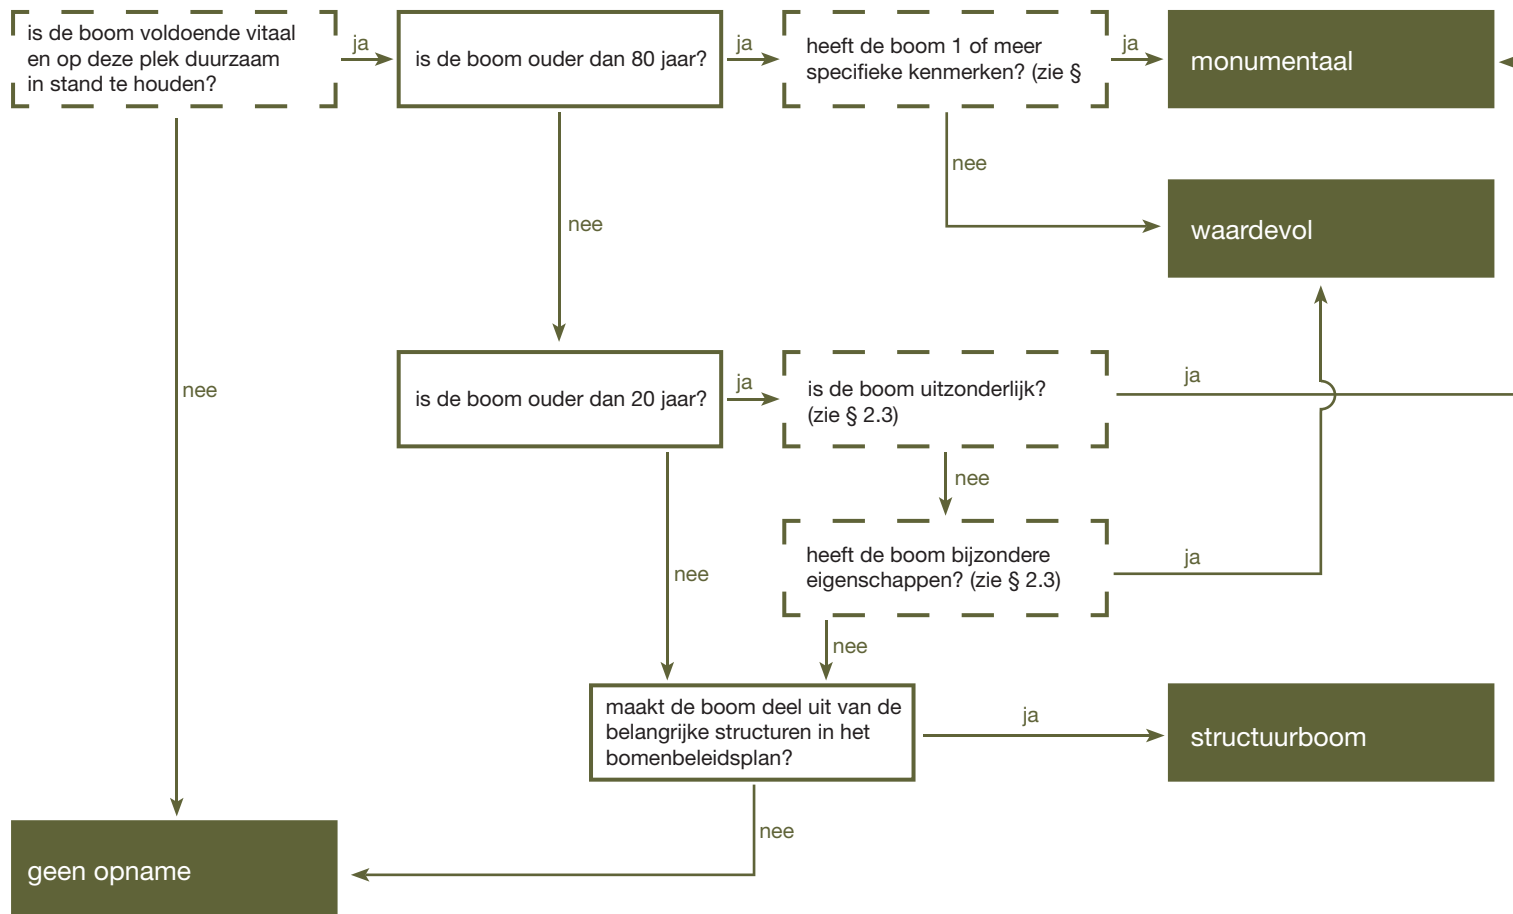 is de boom voldoende vitaal
en op deze plek duurzaam
in stand te houden?
ja
is de boom ouder dan 80 jaar?
ja
heeft de boom 1 of meer
specifieke kenmerken? (zie §
ja
monumentaal
nee
waardevol
nee
nee
is de boom ouder dan 20 jaar?
ja
is de boom uitzonderlijk?
(zie § 2.3)
ja
nee
heeft de boom bijzondere
eigenschappen? (zie § 2.3)
ja
nee
nee
maakt de boom deel uit van de
belangrijke structuren in het
bomenbeleidsplan?
ja
structuurboom
nee
geen opname